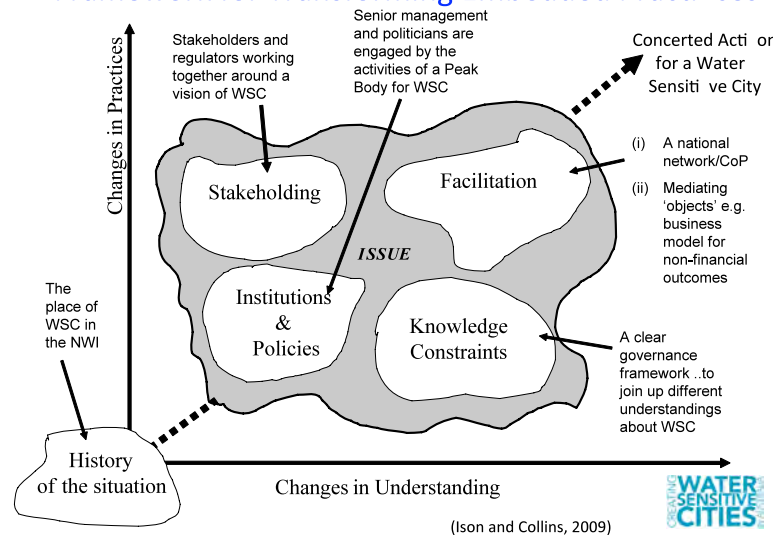 Senior management
and politicians are
engaged by the
activities of a Peak
Body for WSC
Stakeholders and
regulators working
together around a
vision of WSC
Concerted Acti on
for a Water
Sensiti ve City
Changes in Practices
(i) A national
network/CoP
(ii) Mediating
‘objects’ e.g.
business
model for
non-financial
outcomes
Stakeholding
Facilitation
ISSUE
The
place of
WSC in
the NWI
Institutions
&
Policies
Knowledge
Constraints
A clear
governance
framework ..to
join up different
understandings
about WSC
History
of the situation
Changes in Understanding
(Ison and Collins, 2009)
CREATING
WATER
SENSITIVE
CITIES